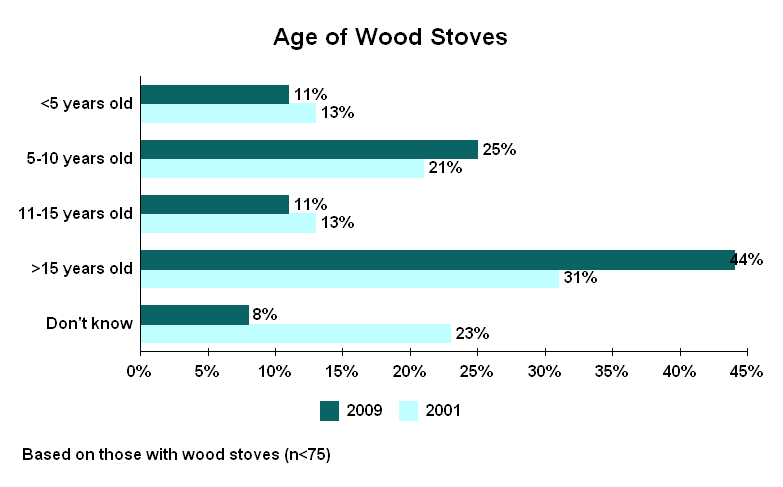 Age of Wood Stoves
<5 years old
11%
13%
5-10 years old
25%
21%
11-15 years old
11%
13%
>15 years old
44%
31%
Don't know
8%
23%
0% 5% 10% 15% 20% 25% 30% 35% 40% 45%
2009 2001
Based on those with wood stoves (n<75)